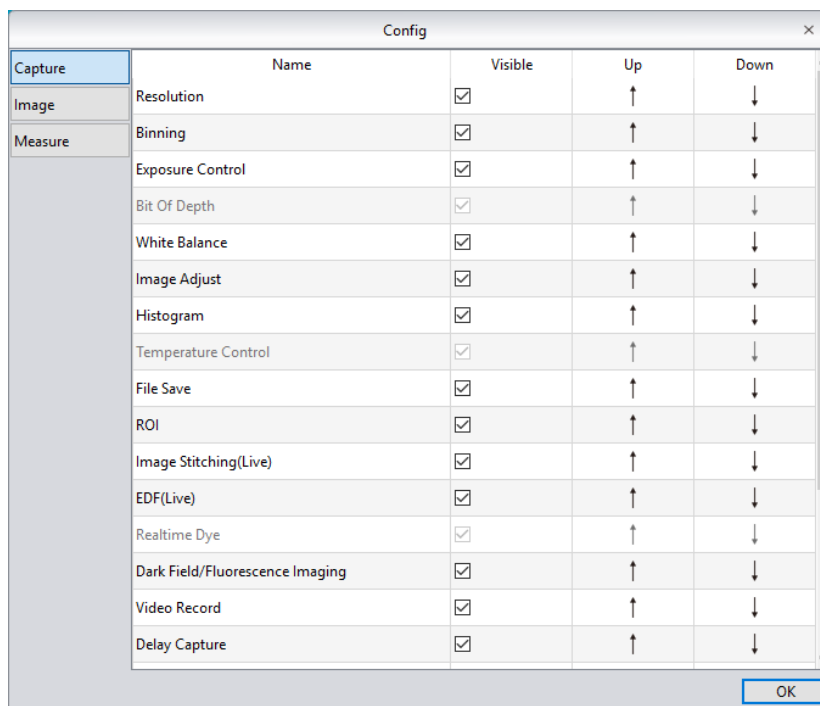 Config
Capture
Image
Measure
Name Visible Up Down
Resolution
Binning
Exposure Control
Bit Of Depth
White Balance
Image Adjust
Histogram
Temperature Control
File Save
ROI
Image Stitching(Live)
EDF(Live)
Realtime Dye
Dark Field/Fluorescence Imaging
Video Record
Delay Capture
OK